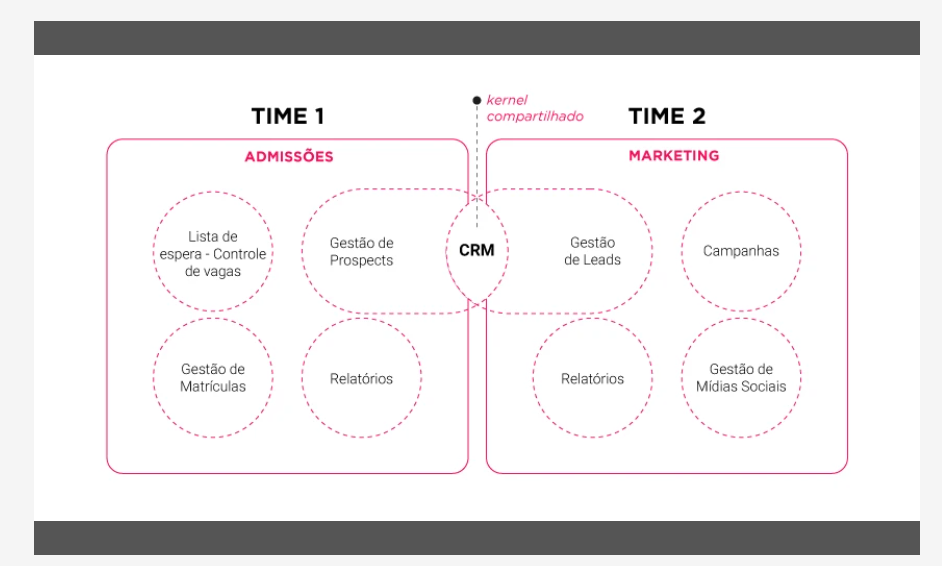 kernel
compartilhado
TIME 1
TIME 2
ADMISSÕES
MARKETING
Lista de
espera - Controle
de vagas
Gestão de
Prospects
CRM
Gestão
de Leads
Campanhas
Gestão de
Matrículas
Relatórios
Relatórios
Gestão de
Mídias Sociais